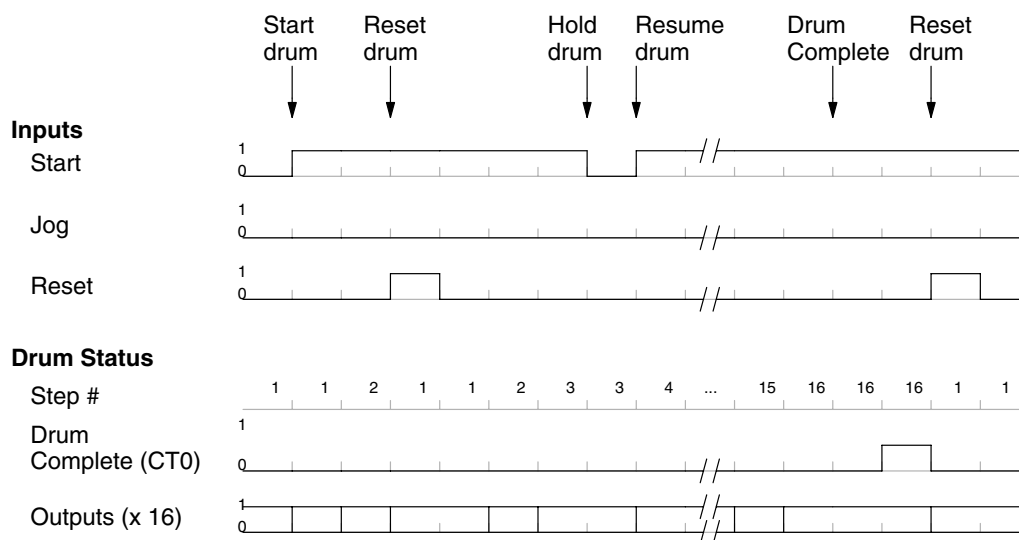 Start drum
Reset drum
Hold drum
Resume drum
Drum Complete
Reset drum
Inputs
Start
1
0
Jog
1
0
Reset
1
0
Drum Status
Step #
1 1 2 1 1 2 3 3 4 ... 15 16 16 16 1 1
Drum
Complete (CT0)
1
0
Outputs (x 16)
1
0